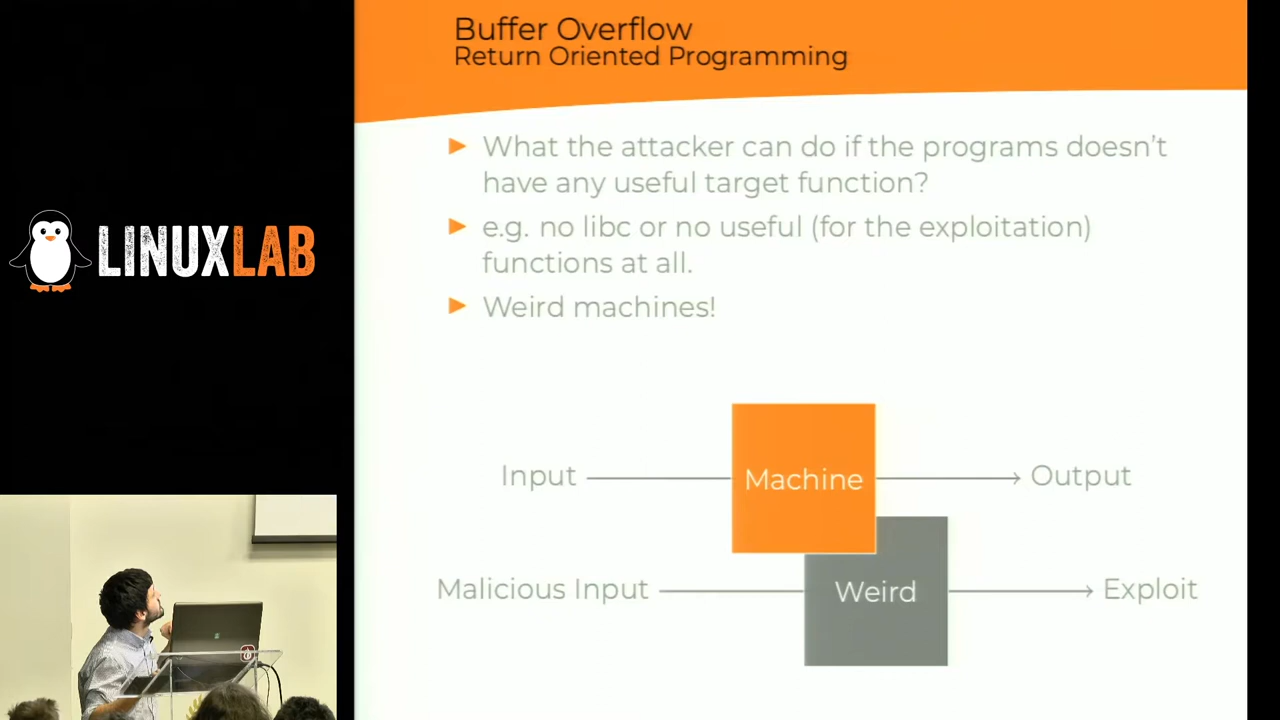 Buffer Overflow
Return Oriented Programming
What the attacker can do if the programs doesn't
have any useful target function?
e.g. no libc or no useful (for the exploitation)
functions at all.
Weird machines!
LINUXLAB
Input
Machine
Output
Malicious Input
Weird
Exploit